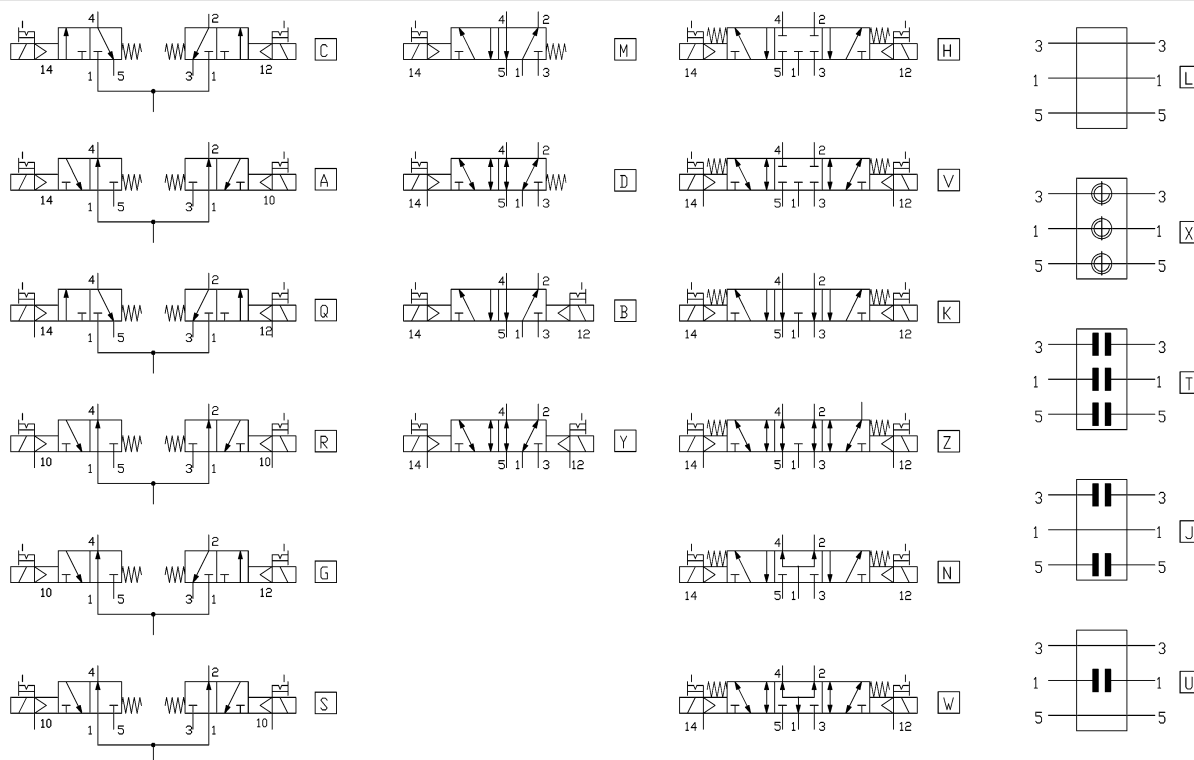 4 2 C
14 1 5 3 1 12
4 2 M
14 5 1 3
4 2 H
14 5 1 3 12
3 3
1 1 L
5 5
4 2 A
14 1 5 3 1 10
4 2 D
14 5 1 3
4 2 V
14 5 1 3 12
3 3
1 1 X
5 5
4 2 Q
14 1 5 3 1 12
4 2 B
14 5 1 3 12
4 2 K
14 5 1 3 12
3 3
1 1 T
5 5
4 2 R
10 1 5 3 1 10
4 2 Y
14 5 1 3 12
4 2 Z
14 5 1 3 12
3 3
1 1 J
5 5
4 2 G
10 1 5 3 1 12
4 2 N
14 5 1 3 12
4 2 S
10 1 5 3 1 10
4 2 W
14 5 1 3 12
3 3
1 1 U
5 5